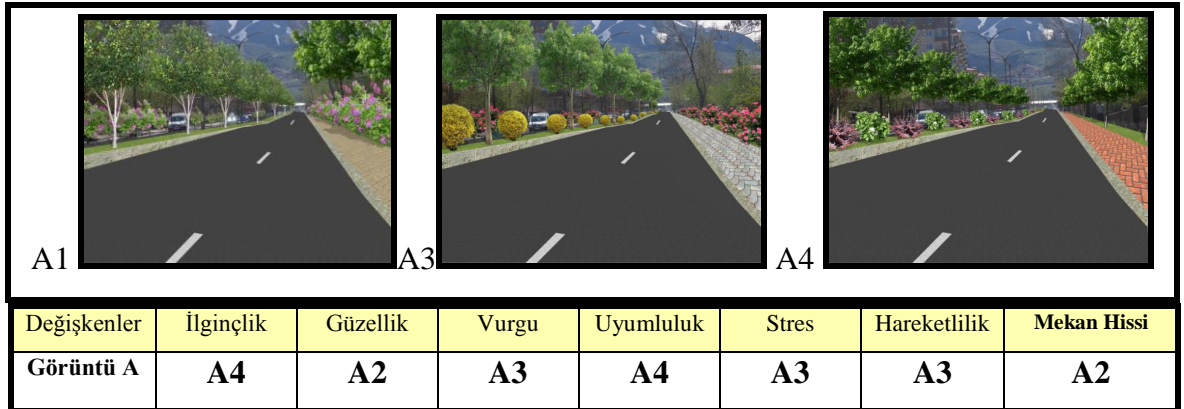 A1 A3 A4
Değişkenler İlginçlik Güzellik Vurgu Uyumluluk Stres Hareketlilik Mekan Hissi
Görüntü A A4 A2 A3 A4 A3 A3 A2